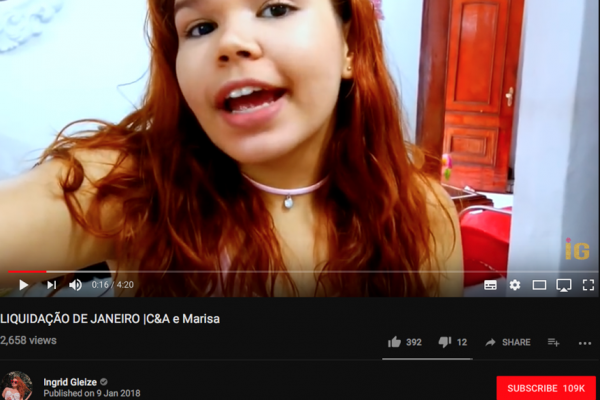 iG
0:16 / 4:20
LIQUIDAÇÃO DE JANEIRO |C&A e Marisa
2,658 views
392
12
SHARE
Ingrid Gleize
Published on 9 Jan 2018
SUBSCRIBE 109K